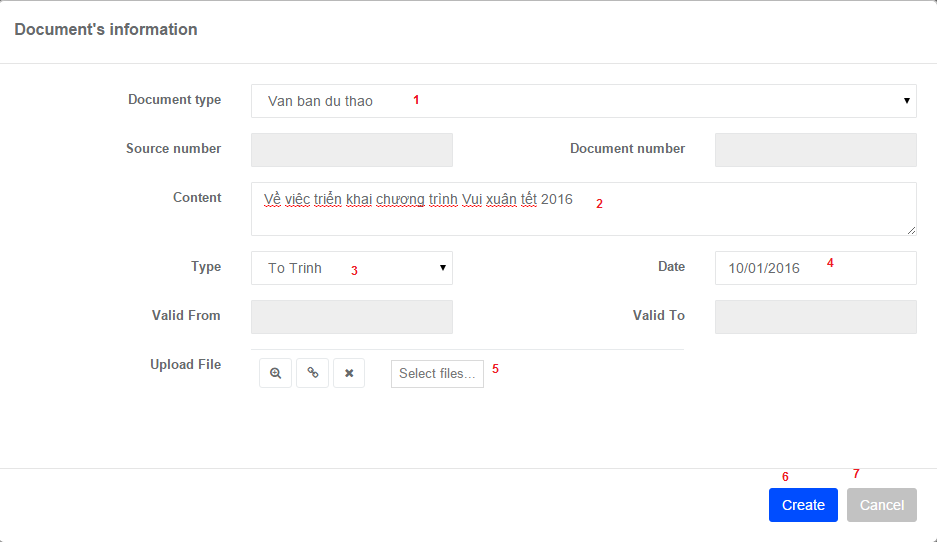 Document's information
Document type Van ban du thao 1
Source number Document number
Content Về việc triển khai chương trình Vui xuân tết 2016 2
Type To Trinh 3 Date 10/01/2016 4
Valid From Valid To
Upload File Select files... 5
6 7
Create Cancel